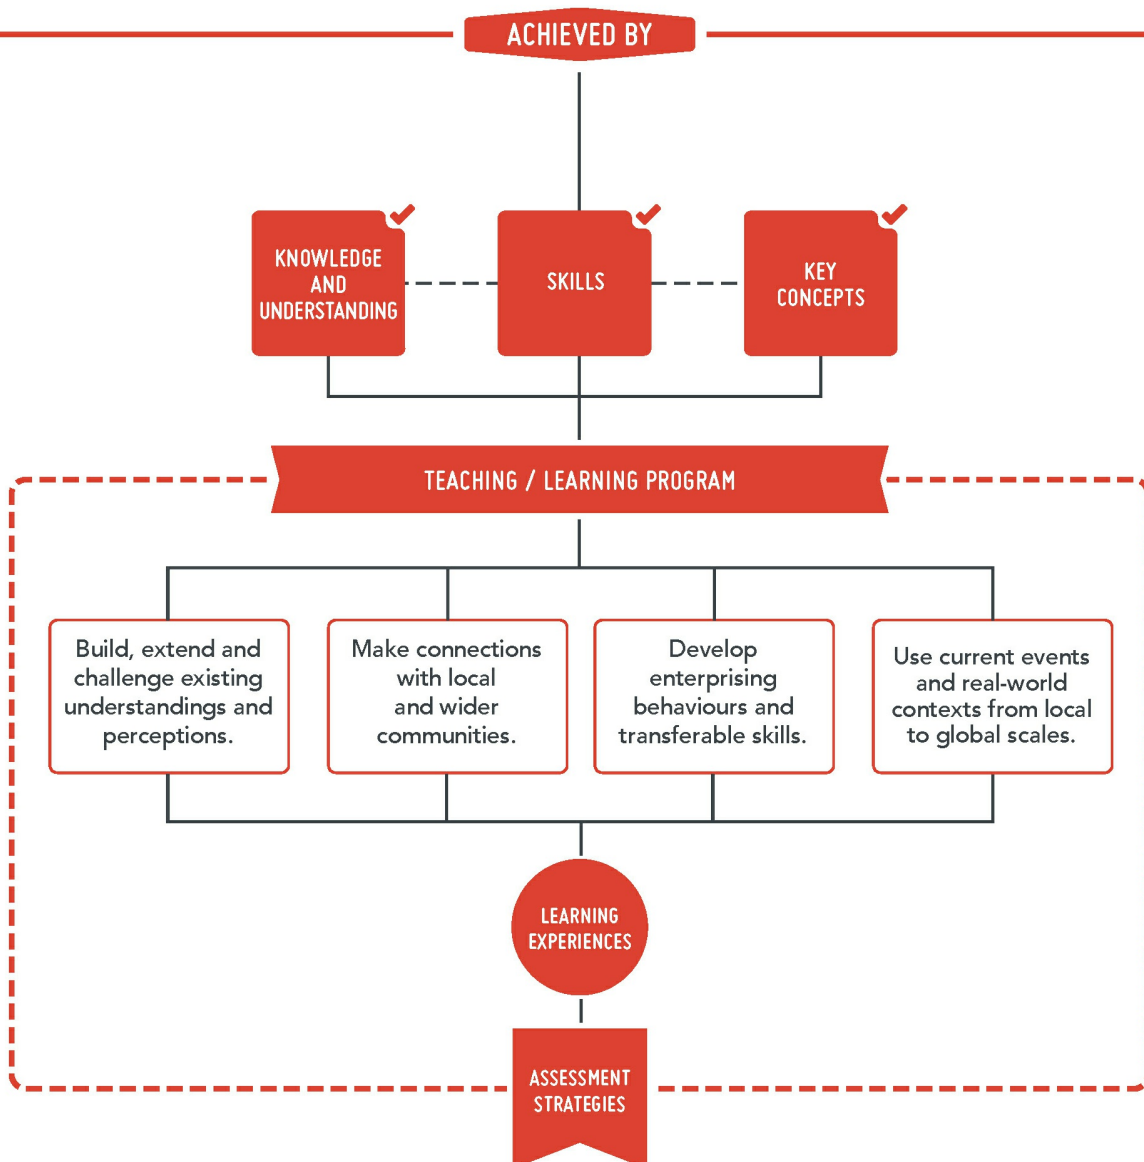 ACHIEVED BY
KNOWLEDGE
AND
UNDERSTANDING
SKILLS
KEY
CONCEPTS
TEACHING / LEARNING PROGRAM
Build, extend and
challenge existing
understandings and
perceptions.
Make connections
with local
and wider
communities.
Develop
enterprising
behaviours and
transferable skills.
Use current events
and real-world
contexts from local
to global scales.
LEARNING
EXPERIENCES
ASSESSMENT
STRATEGIES